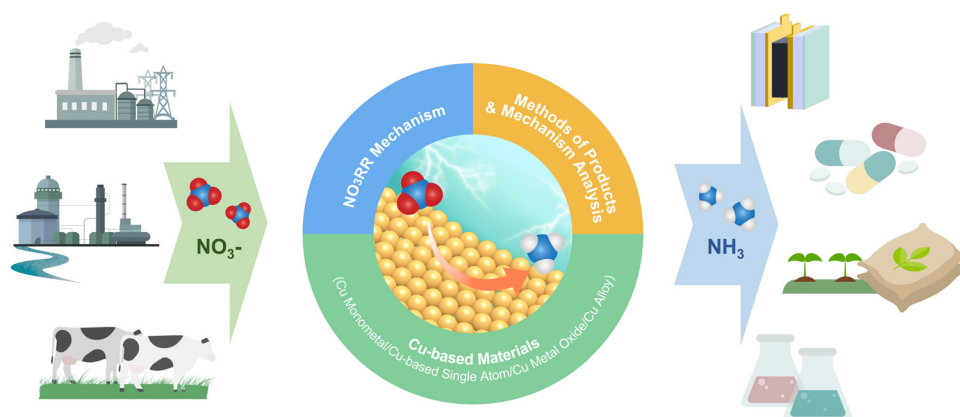 NO₃RR Mechanism
Methods of Products
& Mechanism Analysis
NO₃-
NH₃
Cu-based Materials
(Cu Monometal/Cu-based Single Atom/Cu Metal Oxide/Cu Alloy)